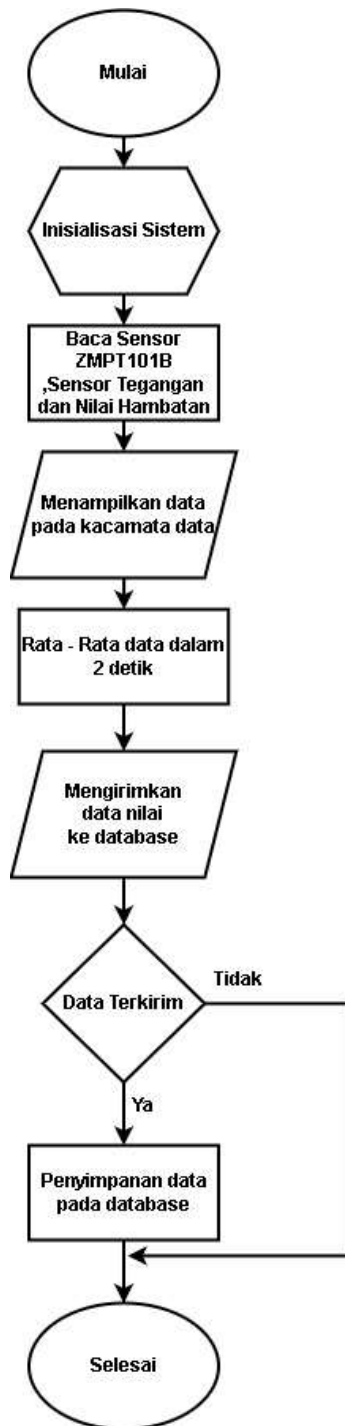 Mulai
Inisialisasi Sistem
Baca Sensor
ZMPT101B
,Sensor Tegangan
dan Nilai Hambatan
Menampilkan data
pada kacamata data
Rata - Rata data dalam
2 detik
Mengirimkan
data nilai
ke database
Data Terkirim
Tidak
Ya
Penyimpanan data
pada database
Selesai